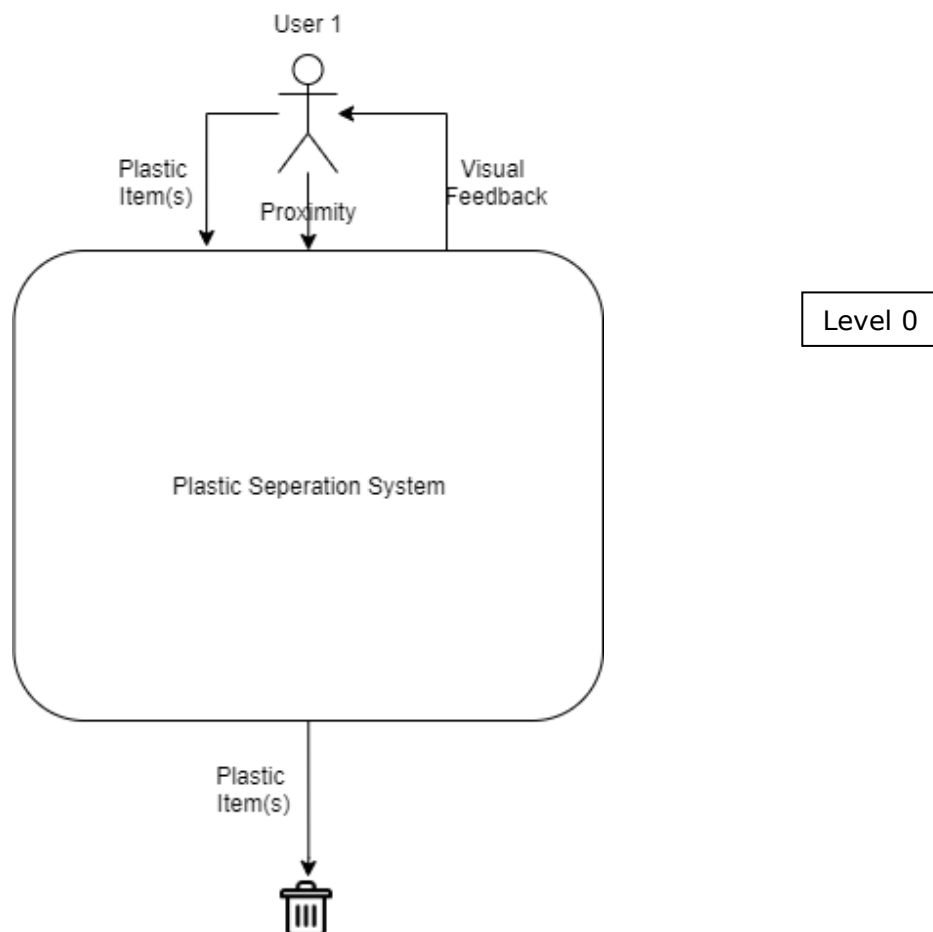 User 1
Plastic
Item(s)
Proximity
Visual
Feedback
Level 0
Plastic Seperation System
Plastic
Item(s)